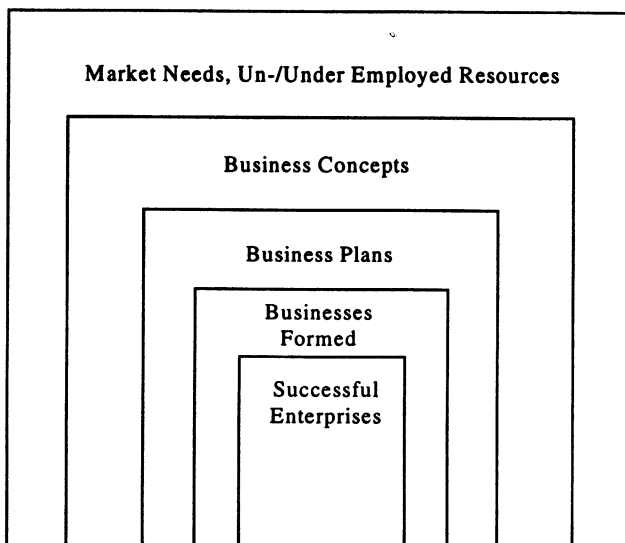 Market Needs, Un-/Under Employed Resources
Business Concepts
Business Plans
Businesses
Formed
Successful
Enterprises